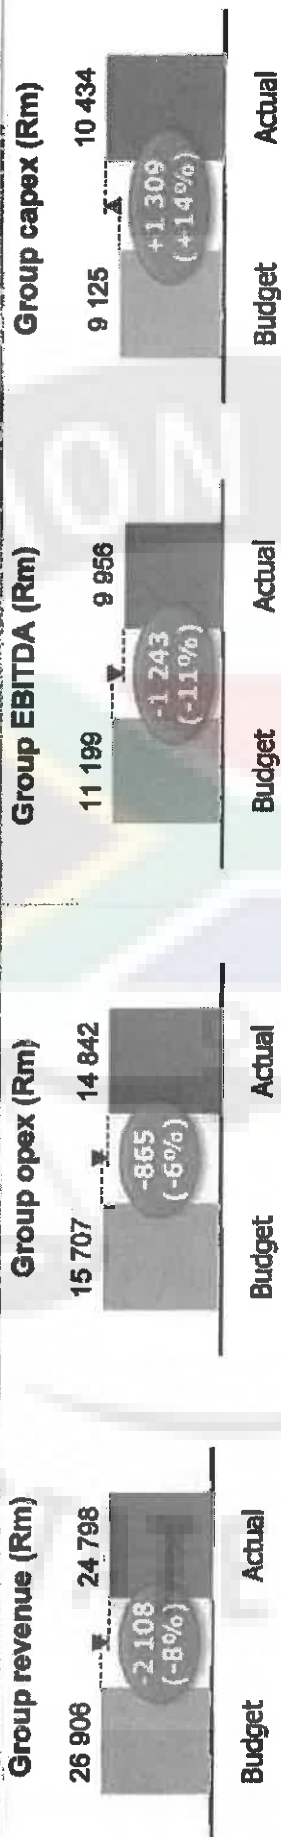 Group revenue (Rm)
26 906
24 798
-2 108
(-8%)
Budget
Actual
Group opex (Rm)
15 707
14 842
-865
(-6%)
Budget
Actual
Group EBITDA (Rm)
11 199
9 956
-1 243
(-11%)
Budget
Actual
Group capex (Rm)
9 125
10 434
+1 309
(+14%)
Budget
Actual